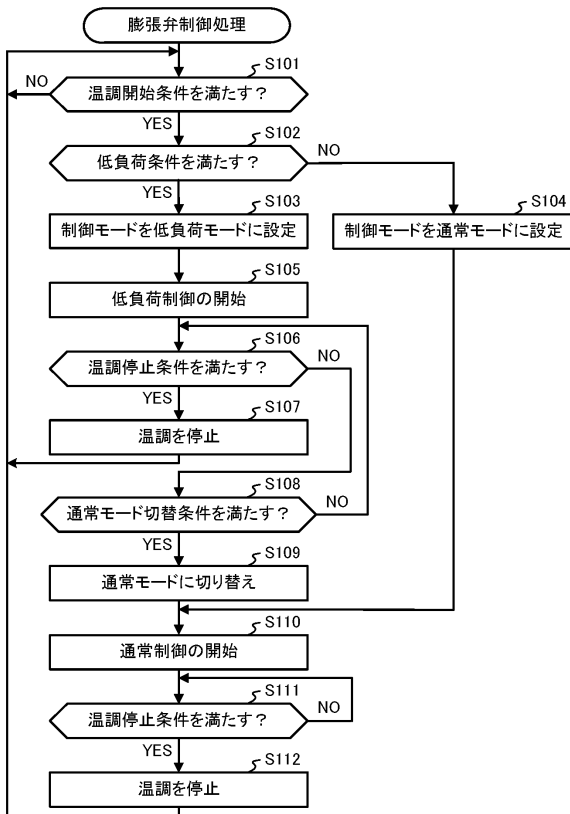 膨張弁制御処理
S101
NO
温調開始条件を満たす？
YES
S102
NO
低負荷条件を満たす？
YES
S103
制御モードを低負荷モードに設定
S104
制御モードを通常モードに設定
S105
低負荷制御の開始
S106
NO
温調停止条件を満たす？
YES
S107
温調を停止
S108
NO
通常モード切替条件を満たす？
YES
S109
通常モードに切り替え
S110
通常制御の開始
S111
NO
温調停止条件を満たす？
YES
S112
温調を停止